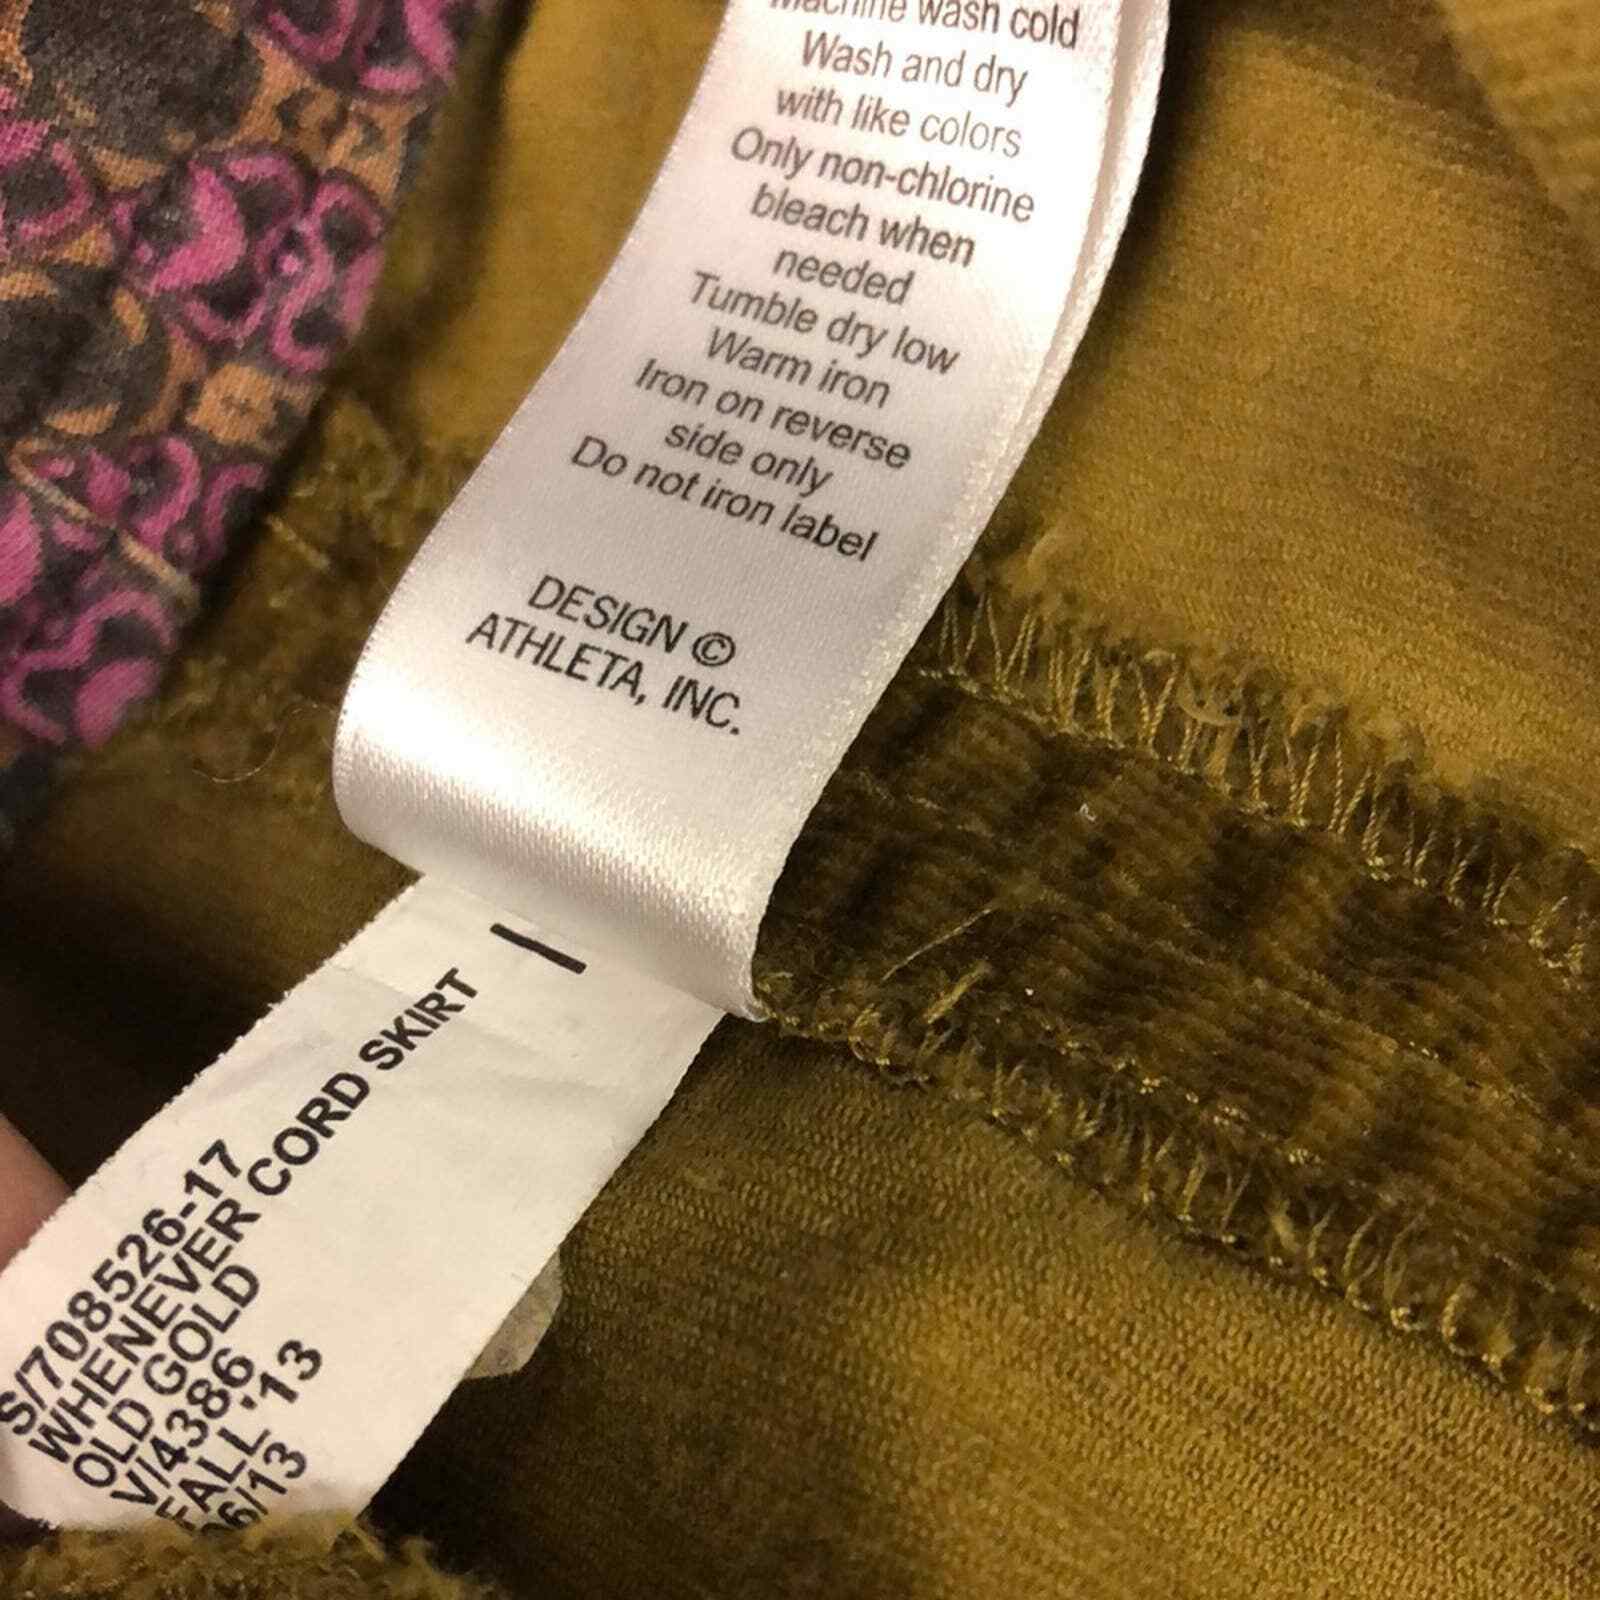 Machine wash cold
Wash and dry
with like colors
Only non-chlorine
bleach when
needed
Tumble dry low
Warm iron
Iron on reverse
side only
Do not iron label
DESIGN ©
ATHLETA, INC.
S/708526-17
WHENEVER CORD SKIRT
OLD GOLD
V/4386
FALL '13
06/13